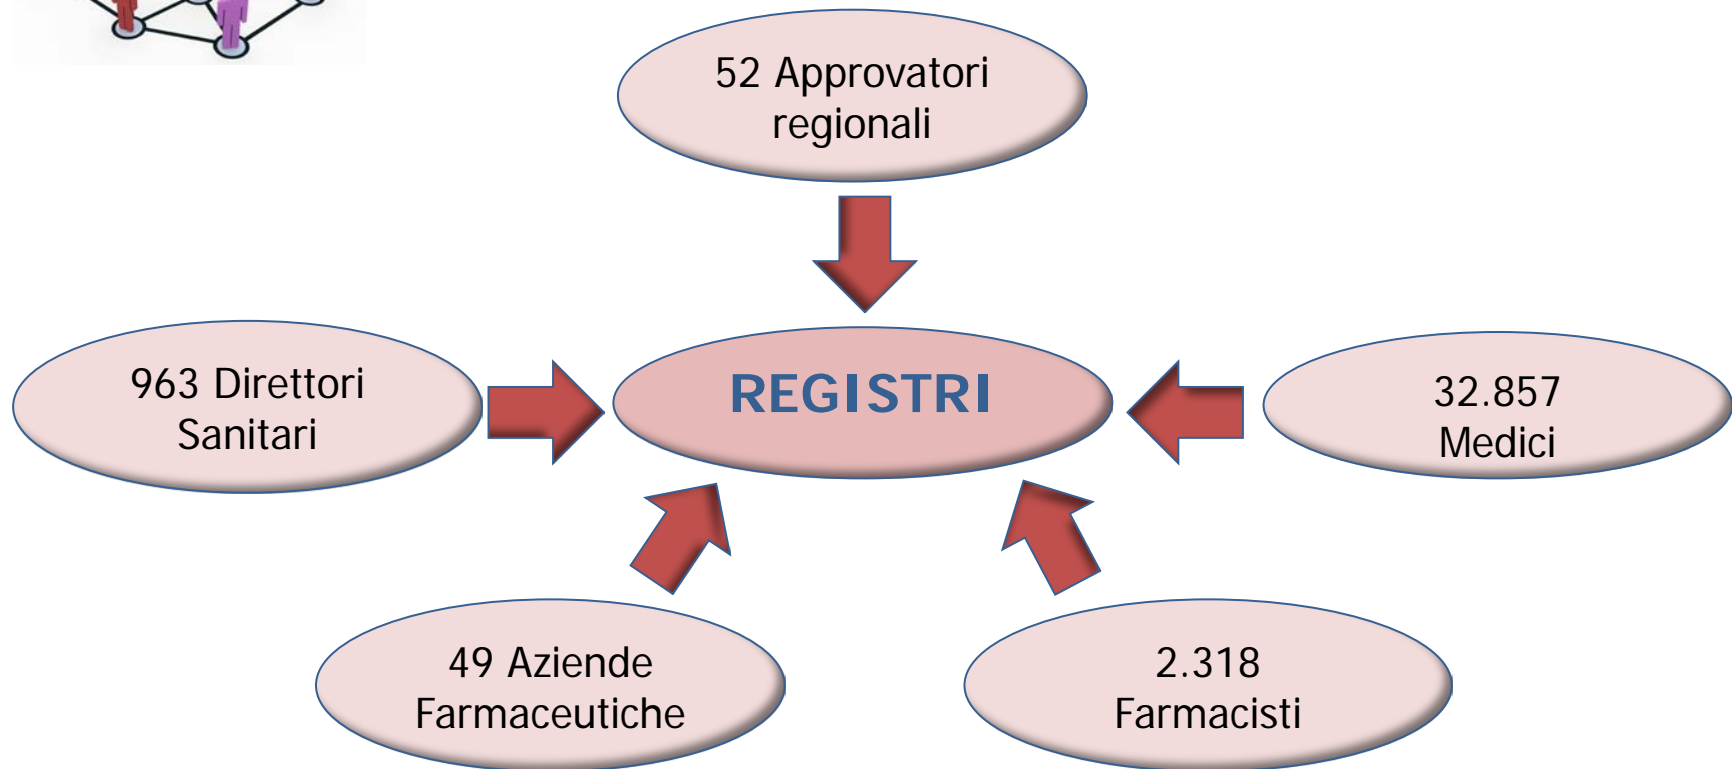 52 Approvatori
regionali
963 Direttori
Sanitari
REGISTRI
32.857
Medici
49 Aziende
Farmaceutiche
2.318
Farmacisti